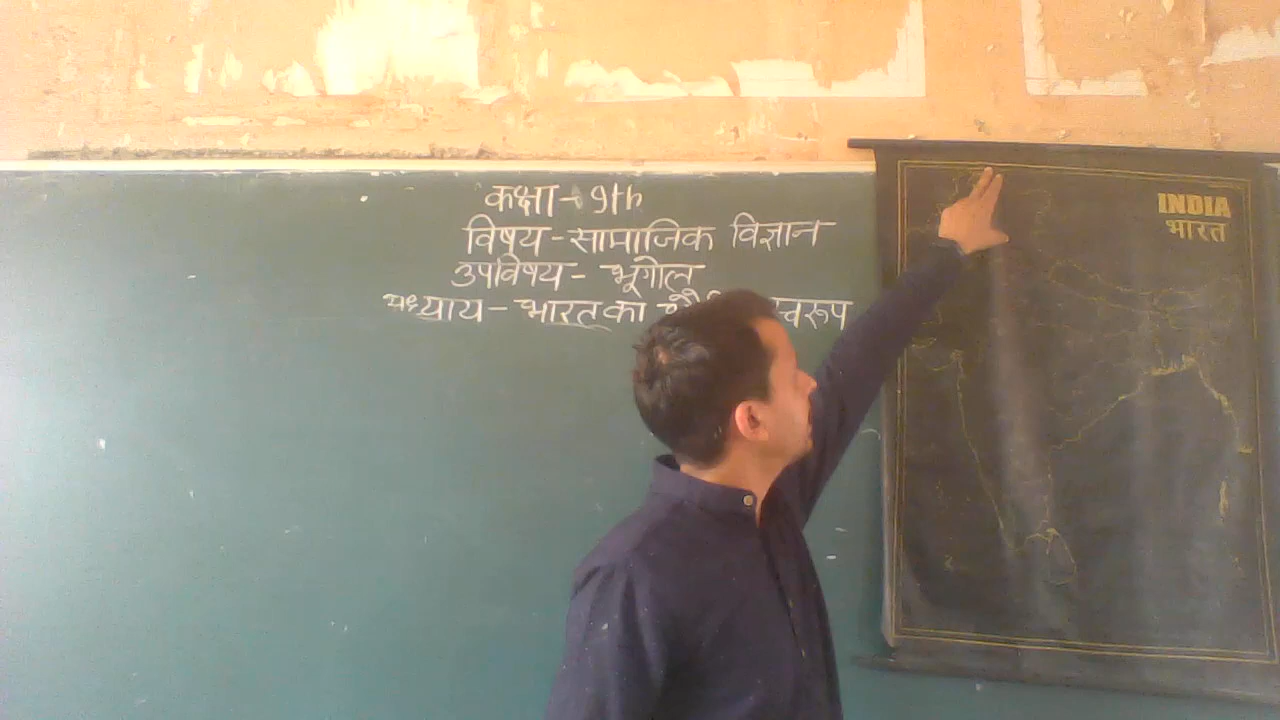 कक्षा - 9th
विषय - सामाजिक विज्ञान
उपविषय - भूगोल
अध्याय - भारत का
INDIA
भारत